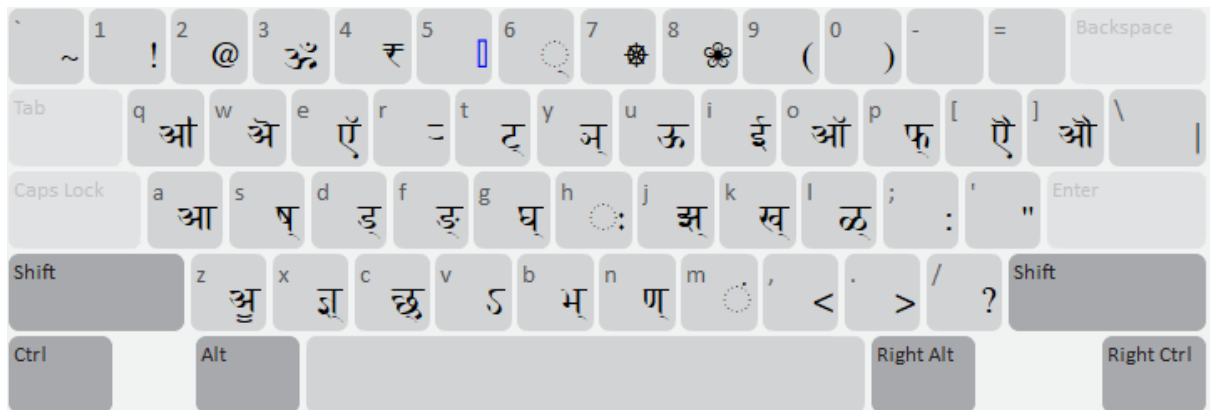 ` ~ 1 ! 2 @ 3 ॐ 4 ₹ 5 6 ् 7 ☸ 8 ❀ 9 ( 0 ) - = Backspace
Tab q w ऒ e ऍ r t ट् y ञ् u ऊ i ई o ऑ p फ् [ ऐ ] औ \ |
Caps Lock a आ s ष् d ड् f ङ् g घ् h ः j झ् k ख् l ळ् ; : ' " Enter
Shift z ॶ x c छ् v ऽ b भ् n ण् m ं , < . > / ? Shift
Ctrl Alt Right Alt Right Ctrl